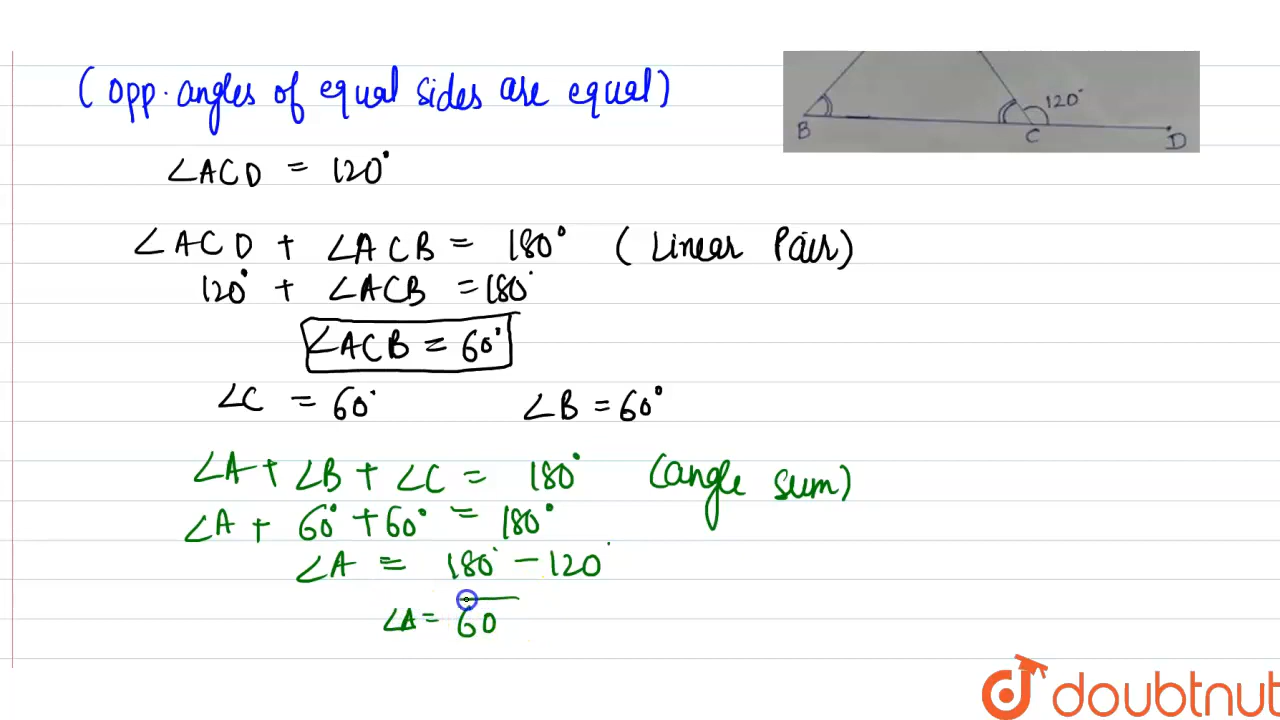 (opp. angles of equal sides are equal)
120°
B
C
D
∠ACD = 120°
∠ACD + ∠ACB = 180° (Linear Pair)
120° + ∠ACB = 180°
∠ACB = 60°
∠C = 60° ∠B = 60°
∠A + ∠B + ∠C = 180° (angle sum)
∠A + 60° + 60° = 180°
∠A = 180° - 120°
∠A = 60
doubtnut